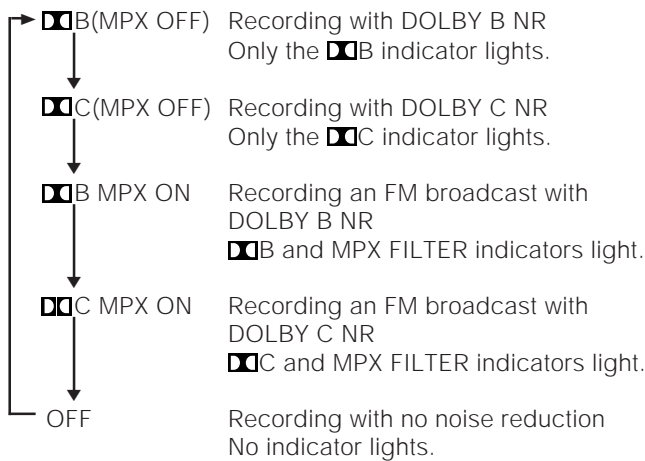 B(MPX OFF) Recording with DOLBY B NR
Only the B indicator lights.
C(MPX OFF) Recording with DOLBY C NR
Only the C indicator lights.
B MPX ON Recording an FM broadcast with
DOLBY B NR
B and MPX FILTER indicators light.
C MPX ON Recording an FM broadcast with
DOLBY C NR
C and MPX FILTER indicators light.
OFF Recording with no noise reduction
No indicator lights.